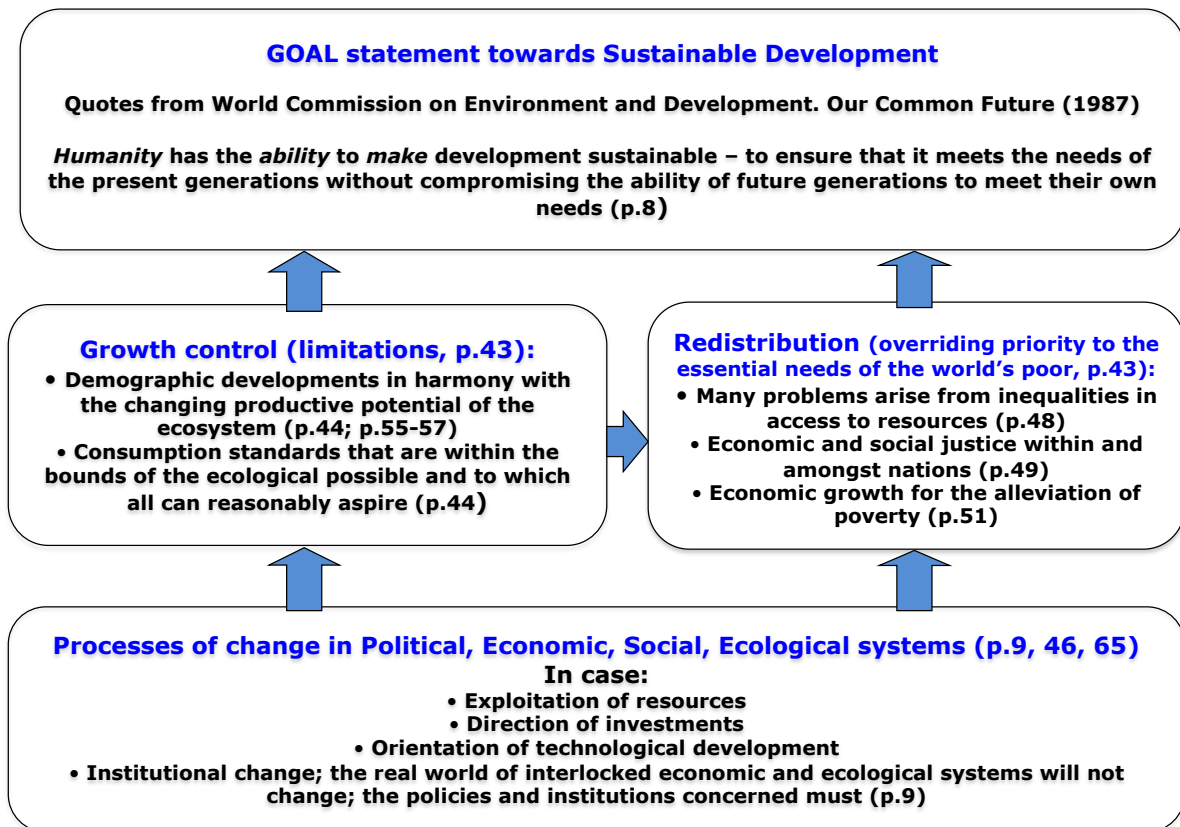 GOAL statement towards Sustainable Development
Quotes from World Commission on Environment and Development. Our Common Future (1987)
Humanity has the ability to make development sustainable – to ensure that it meets the needs of
the present generations without compromising the ability of future generations to meet their own
needs (p.8)
Growth control (limitations, p.43):
• Demographic developments in harmony with
the changing productive potential of the
ecosystem (p.44; p.55-57)
• Consumption standards that are within the
bounds of the ecological possible and to which
all can reasonably aspire (p.44)
Redistribution (overriding priority to the
essential needs of the world's poor, p.43):
• Many problems arise from inequalities in
access to resources (p.48)
• Economic and social justice within and
amongst nations (p.49)
• Economic growth for the alleviation of
poverty (p.51)
Processes of change in Political, Economic, Social, Ecological systems (p.9, 46, 65)
In case:
• Exploitation of resources
• Direction of investments
• Orientation of technological development
• Institutional change; the real world of interlocked economic and ecological systems will not
change; the policies and institutions concerned must (p.9)